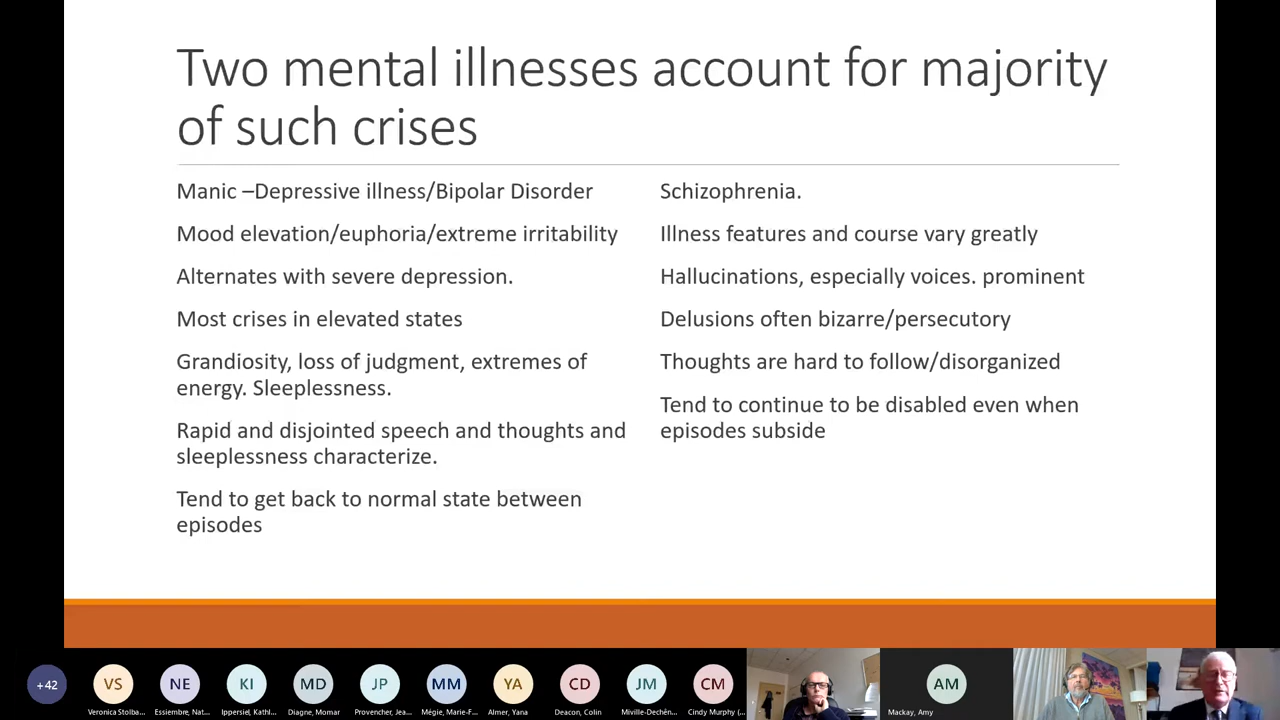 Two mental illnesses account for majority
of such crises
Manic –Depressive illness/Bipolar Disorder
Mood elevation/euphoria/extreme irritability
Alternates with severe depression.
Most crises in elevated states
Grandiosity, loss of judgment, extremes of
energy. Sleeplessness.
Rapid and disjointed speech and thoughts and
sleeplessness characterize.
Tend to get back to normal state between
episodes
Schizophrenia.
Illness features and course vary greatly
Hallucinations, especially voices. prominent
Delusions often bizarre/persecutory
Thoughts are hard to follow/disorganized
Tend to continue to be disabled even when
episodes subside
+42
VS
Veronica Stolba...
NE
Essiembre, Nat...
KI
Ippersiel, Kathl...
MD
Diagne, Momar
JP
Provencher, Jea...
MM
Mégie, Marie-F...
YA
Almer, Yana
CD
Deacon, Colin
JM
Miville-Dechên...
CM
Cindy Murphy (...
AM
Mackay, Amy